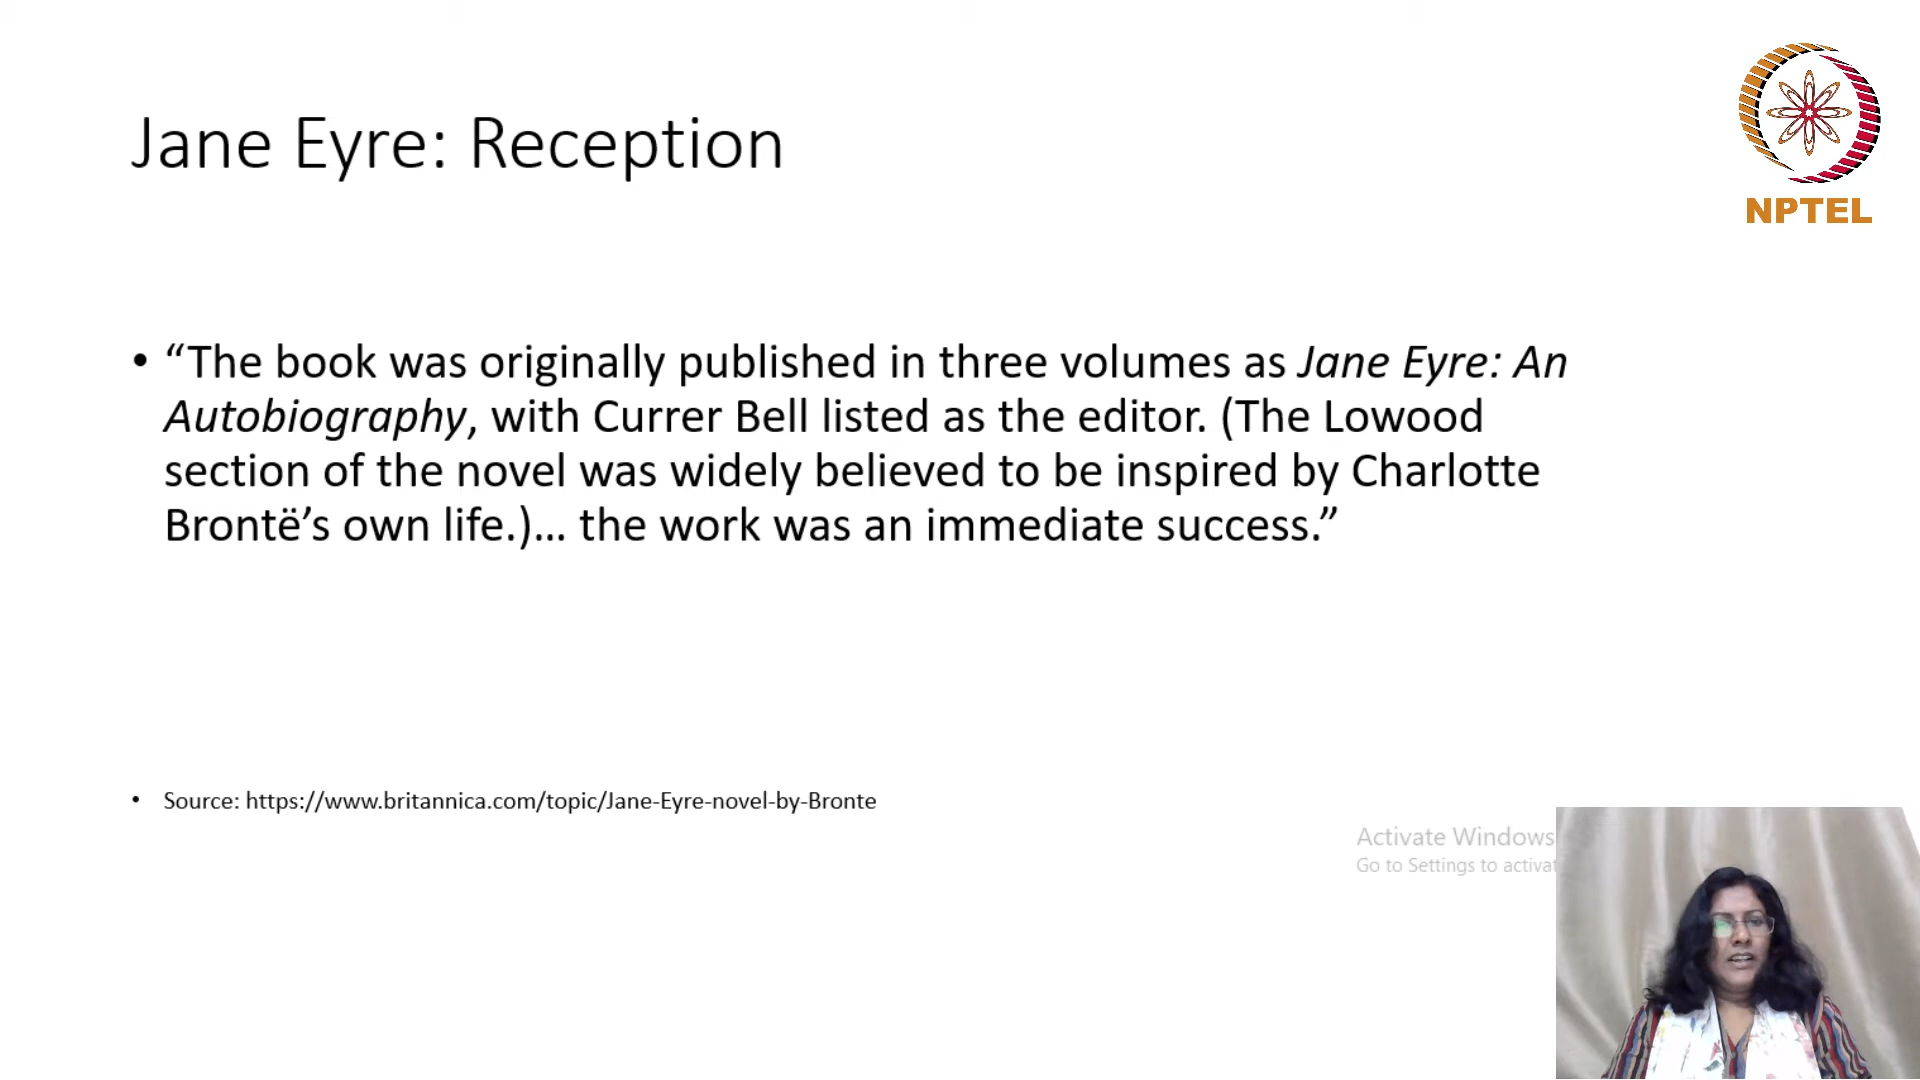 Jane Eyre: Reception
NPTEL
• “The book was originally published in three volumes as Jane Eyre: An
Autobiography, with Currer Bell listed as the editor. (The Lowood
section of the novel was widely believed to be inspired by Charlotte
Brontë’s own life.)… the work was an immediate success.”
• Source: https://www.britannica.com/topic/Jane-Eyre-novel-by-Bronte
Activate Windows
Go to Settings to activat